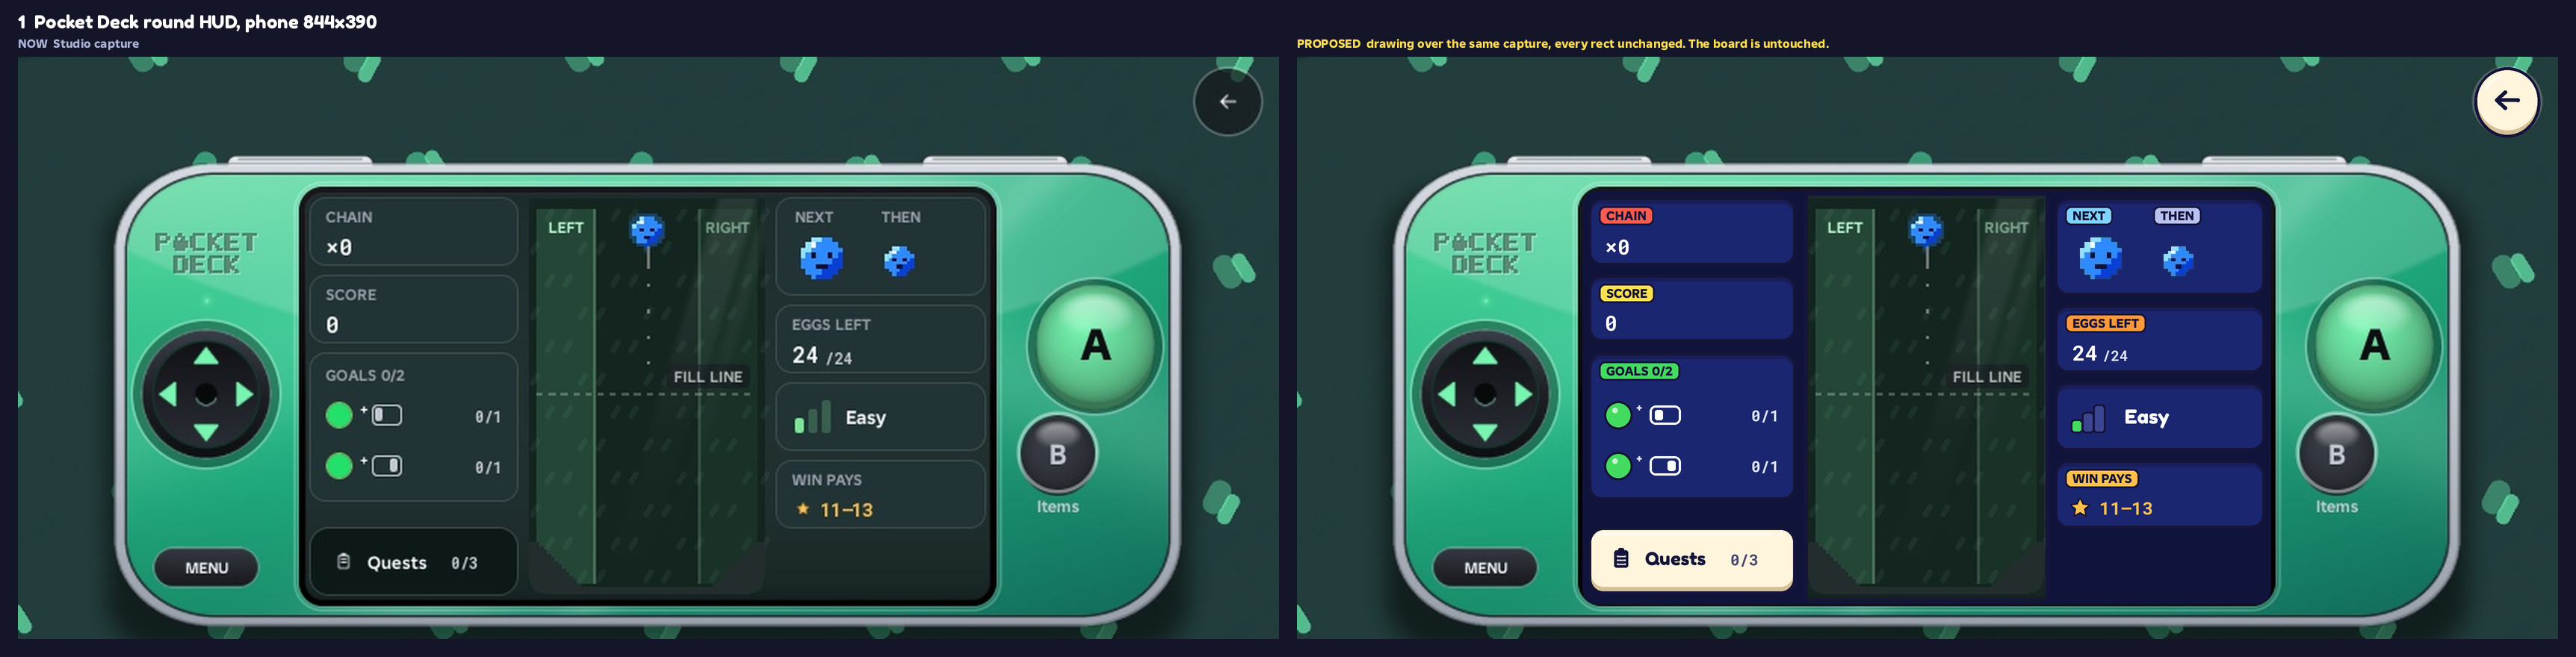 1 Pocket Deck round HUD, phone 844x390
NOW Studio capture
POCKET
DECK
MENU
CHAIN
×0
SCORE
0
GOALS 0/2
+ 0/1
+ 0/1
Quests 0/3
LEFT
RIGHT
FILL LINE
NEXT THEN
EGGS LEFT
24 /24
Easy
WIN PAYS
11–13
A
B
Items
PROPOSED drawing over the same capture, every rect unchanged. The board is untouched.
POCKET
DECK
MENU
CHAIN
×0
SCORE
0
GOALS 0/2
+ 0/1
+ 0/1
Quests 0/3
LEFT
RIGHT
FILL LINE
NEXT THEN
EGGS LEFT
24 /24
Easy
WIN PAYS
11–13
A
B
Items